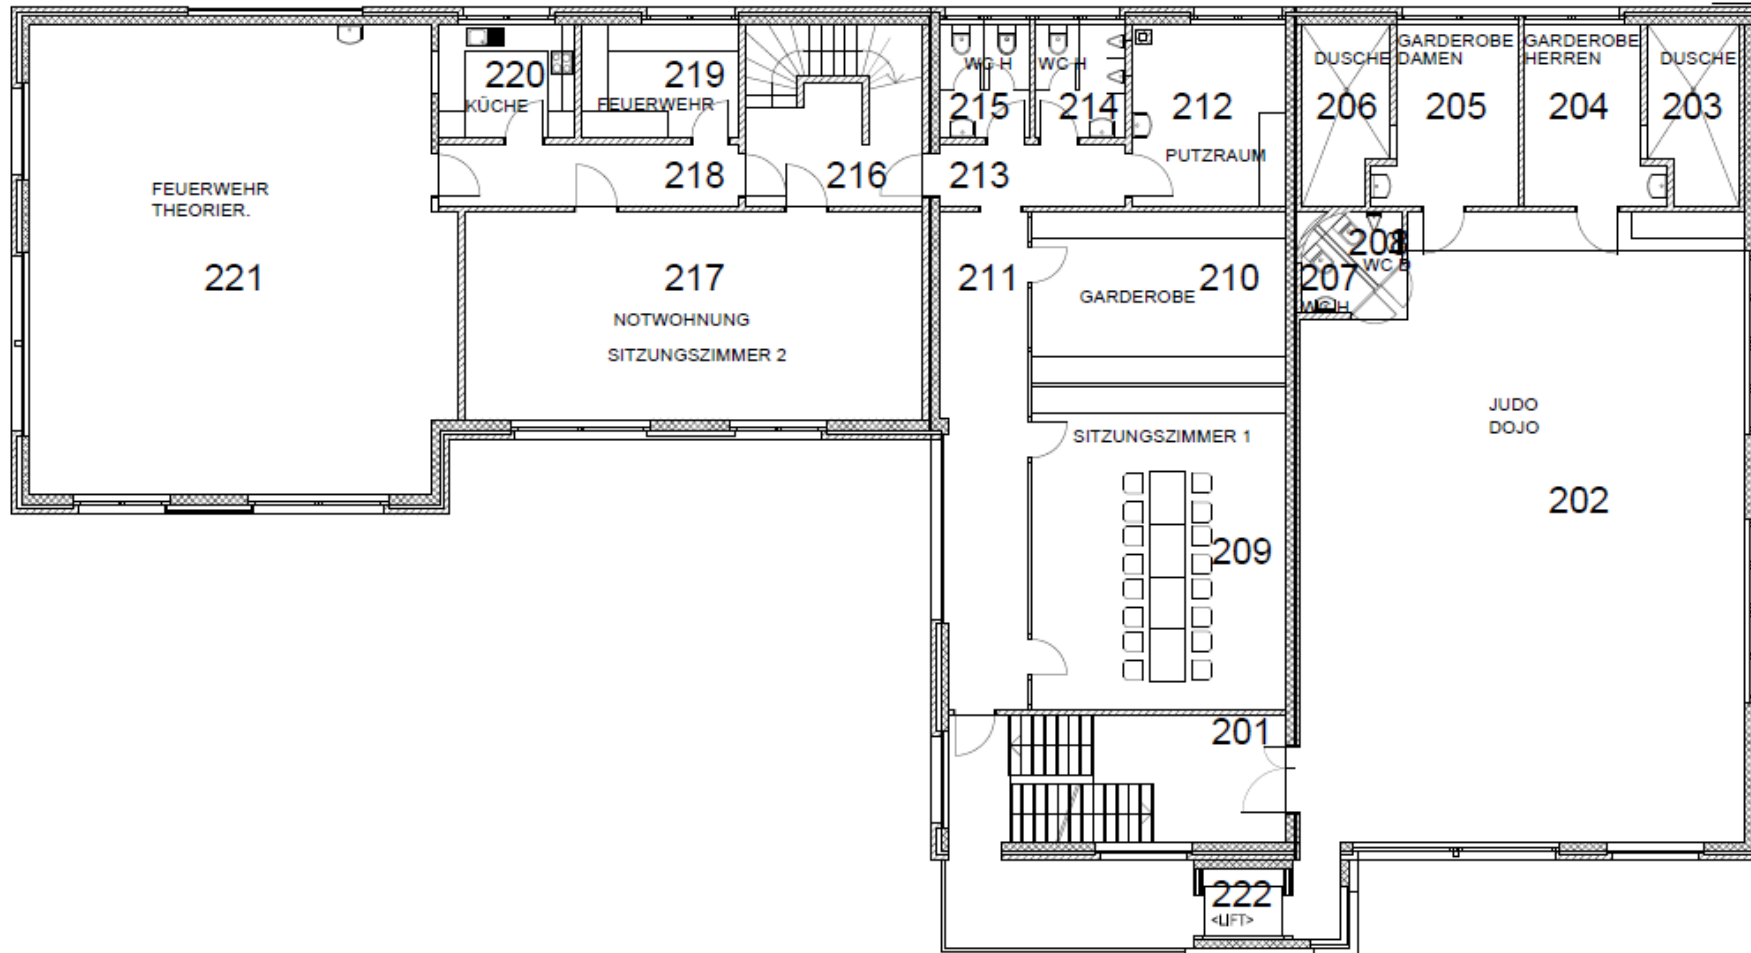 220
KÜCHE
219
FEUERWEHR
WC H
215
WC H
214
212
PUTZRAUM
DUSCHE
206
GARDEROBE
DAMEN
205
GARDEROBE
HERREN
204
DUSCHE
203
FEUERWEHR
THEORIER.
221
218
216
213
217
NOTWOHNUNG
SITZUNGSZIMMER 2
211
210
GARDEROBE
208
WC D
207
WC H
JUDO
DOJO
202
SITZUNGSZIMMER 1
209
201
222
<LIFT>